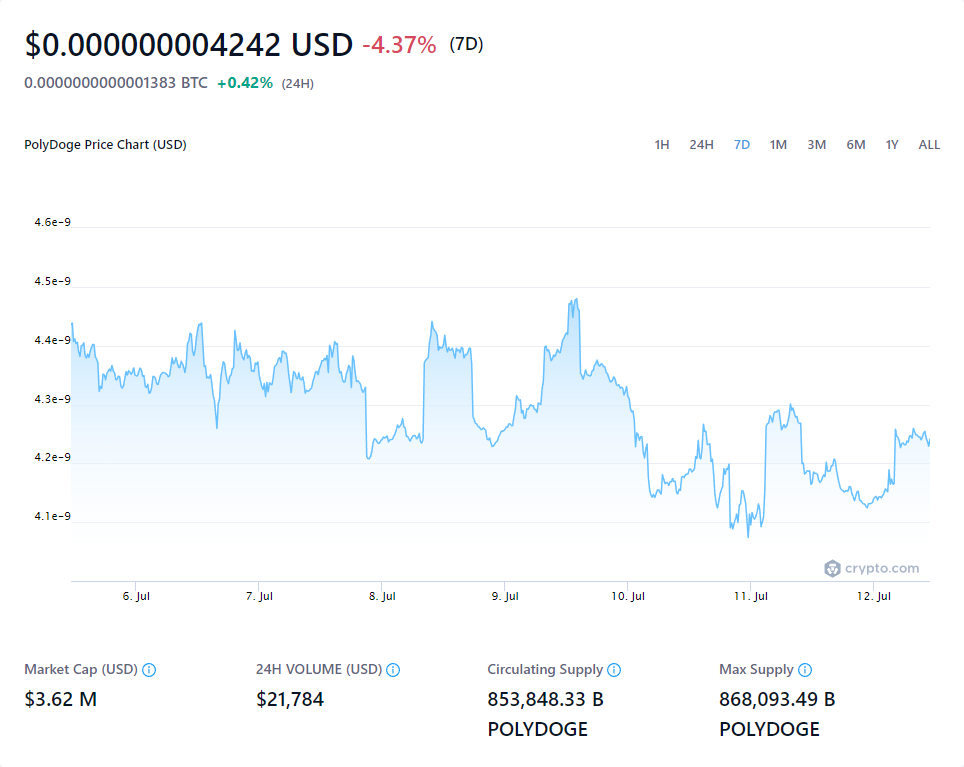 $0.000000004242 USD -4.37% (7D)
0.0000000000001383 BTC +0.42% (24H)
PolyDoge Price Chart (USD)
1H 24H 7D 1M 3M 6M 1Y ALL
4.6e-9
4.5e-9
4.4e-9
4.3e-9
4.2e-9
4.1e-9
crypto.com
6. Jul 7. Jul 8. Jul 9. Jul 10. Jul 11. Jul 12. Jul
Market Cap (USD) 24H VOLUME (USD) Circulating Supply Max Supply
$3.62 M $21,784 853,848.33 B 868,093.49 B
POLYDOGE POLYDOGE